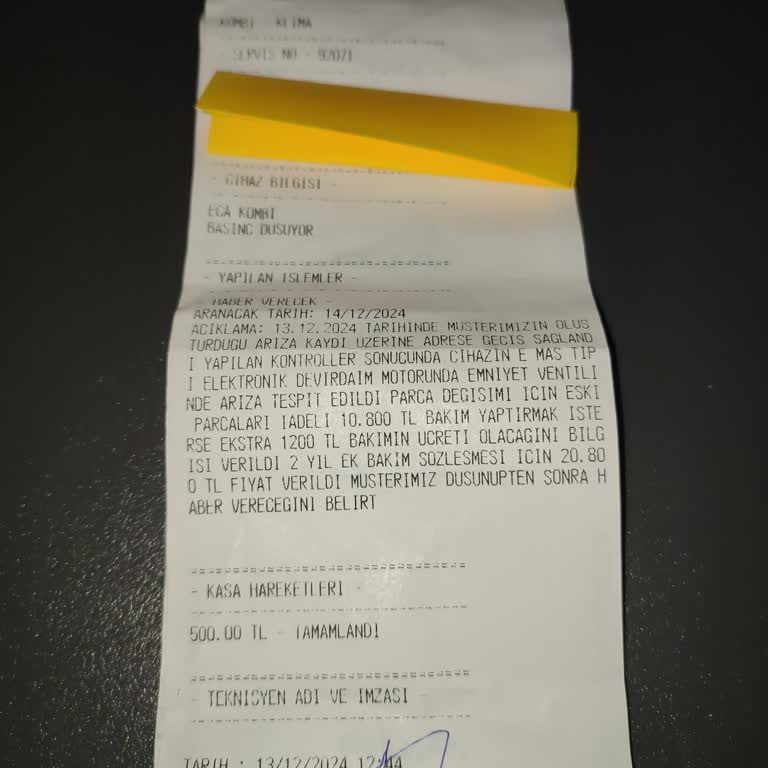 KOMBI - KLIMA
- SERVIS NO - 92071
- CIHAZ BILGISI -
ECA KOMBI
BASINC DUSUYOR
- YAPILAN ISLEMLER -
- HABER VERECEK -
ARANACAK TARIH: 14/12/2024
ACIKLAMA: 13.12.2024 TARIHINDE MUSTERIMIZIN OLUS
TURDUGU ARIZA KAYDI UZERINE ADRESE GECIS SAGLAND
I YAPILAN KONTROLLER SONUCUNDA CIHAZIN E MAS TIP
I ELEKTRONIK DEVIRDAIM MOTORUNDA EMNIYET VENTILI
NDE ARIZA TESPIT EDILDI PARCA DEGISIMI ICIN ESKI
PARCALARI IADELI 10.800 TL BAKIM YAPTIRMAK ISTE
RSE EKSTRA 1200 TL BAKIMIN UCRETI OLACAGINI BILG
ISI VERILDI 2 YIL EK BAKIM SOZLESMESI ICIN 20.80
0 TL FIYAT VERILDI MUSTERIMIZ DUSUNUPTEN SONRA H
ABER VERECEGINI BELIRT
- KASA HAREKETLERI -
500.00 TL - TAMAMLANDI
- TEKNISYEN ADI VE IMZASI -
TARIH : 13/12/2024 12:44